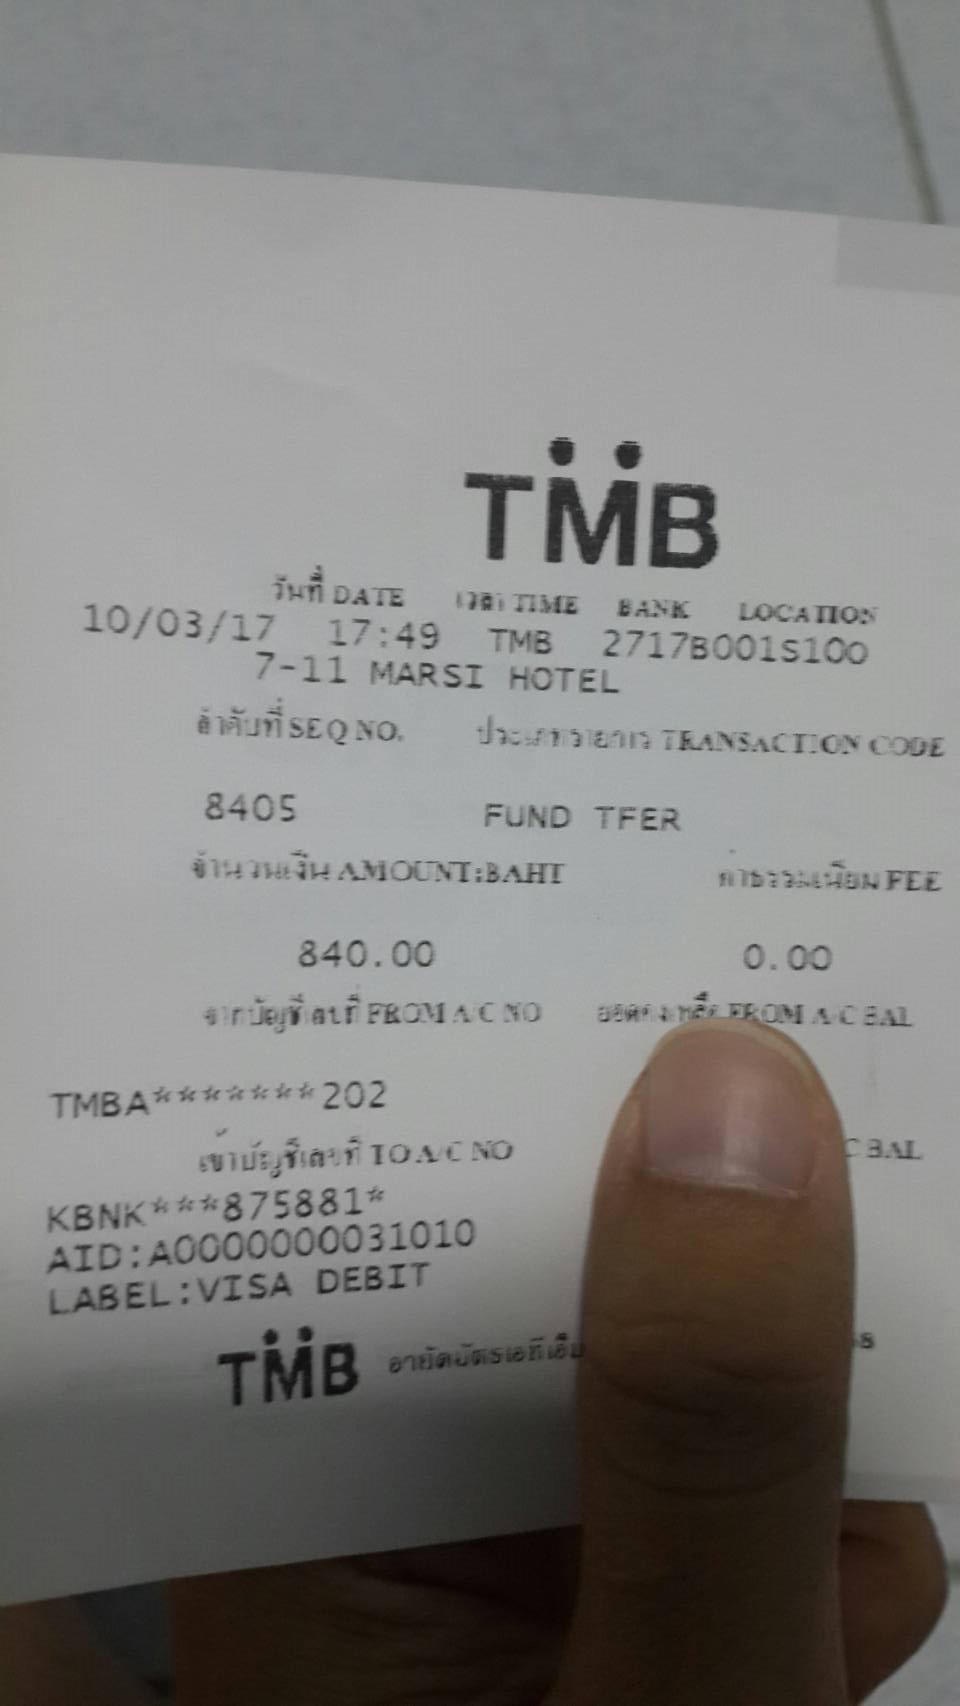 TMB
วันที่ DATE เวลา TIME BANK LOCATION
10/03/17 17:49 TMB 2717B001S100
7-11 MARSI HOTEL
ลำดับที่ SEQ NO. ประเภทรายการ TRANSACTION CODE
8405 FUND TFER
จำนวนเงิน AMOUNT:BAHT ค่าธรรมเนียม FEE
840.00 0.00
จากบัญชีเลขที่ FROM A/C NO ยอดคงเหลือ FROM A/C BAL
TMBA*******202
เข้าบัญชีเลขที่ TO A/C NO C BAL
KBNK***875881*
AID:A0000000031010
LABEL:VISA DEBIT
TMB อายัดบัตรเอทีเอ็ม